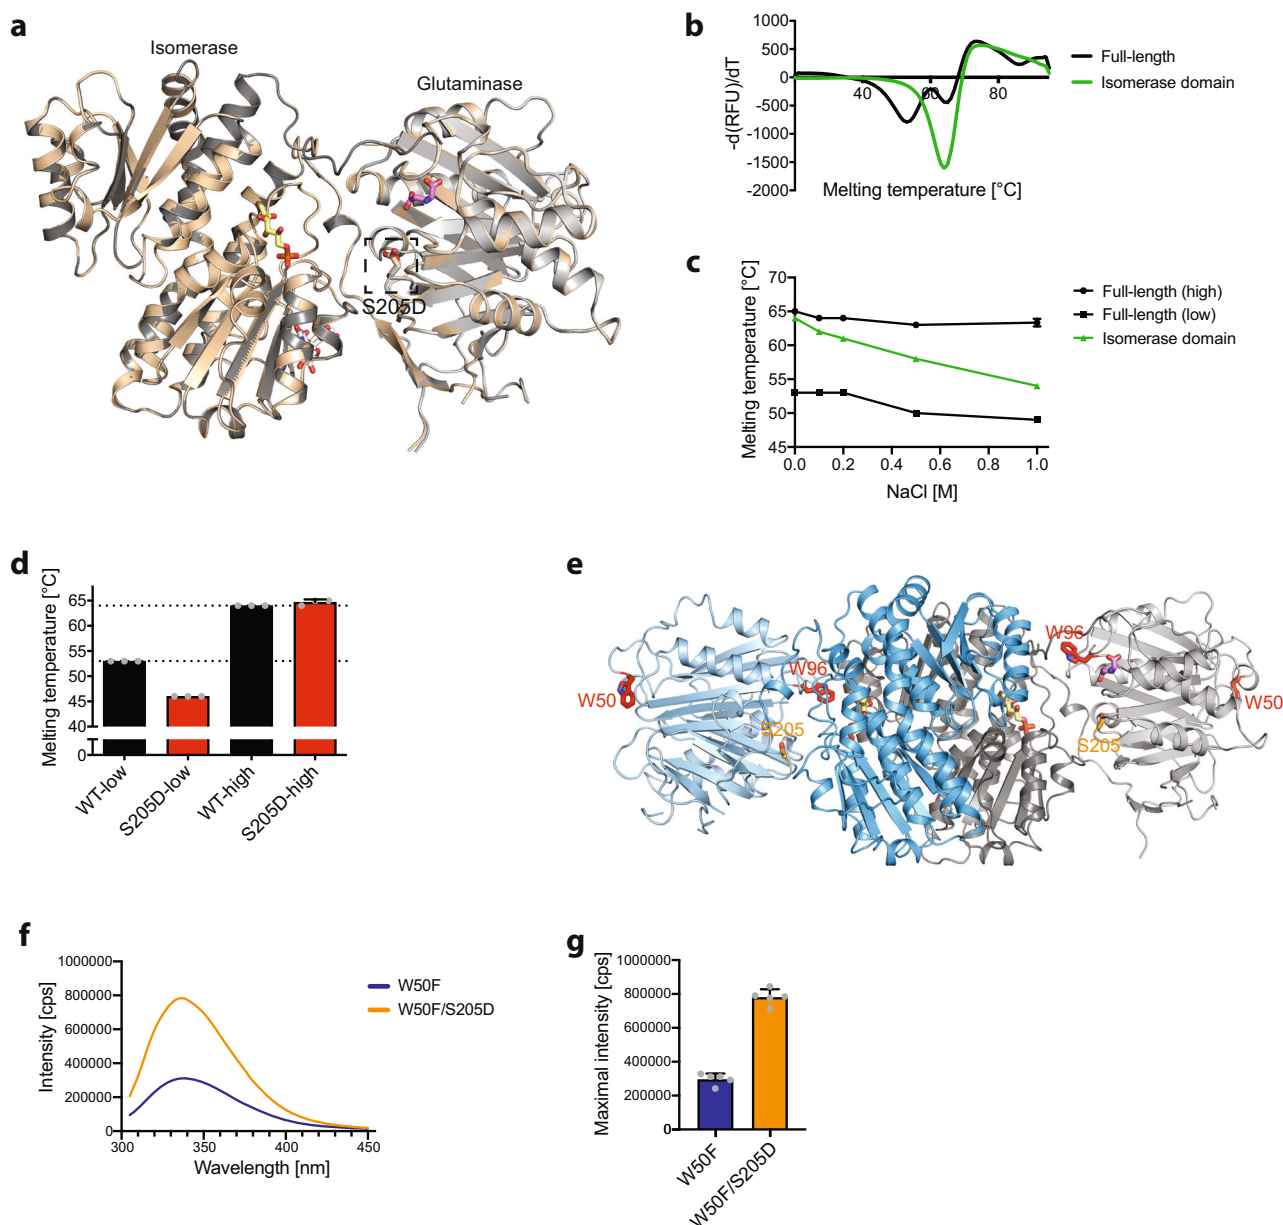 a
Isomerase
Glutaminase
S205D
b
1000
500
0
-500
-1000
-1500
-2000
40
60
80
-d(RFU)/dT
Melting temperature [°C]
Full-length
Isomerase domain
c
70
65
60
55
50
45
0.0
0.2
0.4
0.6
0.8
1.0
Melting temperature [°C]
NaCl [M]
Full-length (high)
Full-length (low)
Isomerase domain
d
Melting temperature [°C]
65
60
55
50
45
40
0
WT-low
S205D-low
WT-high
S205D-high
e
W50
W96
S205
W96
S205
W50
f
Intensity [cps]
1000000
800000
600000
400000
200000
0
300
350
400
450
Wavelength [nm]
W50F
W50F/S205D
g
Maximal intensity [cps]
1000000
800000
600000
400000
200000
0
W50F
W50F/S205D